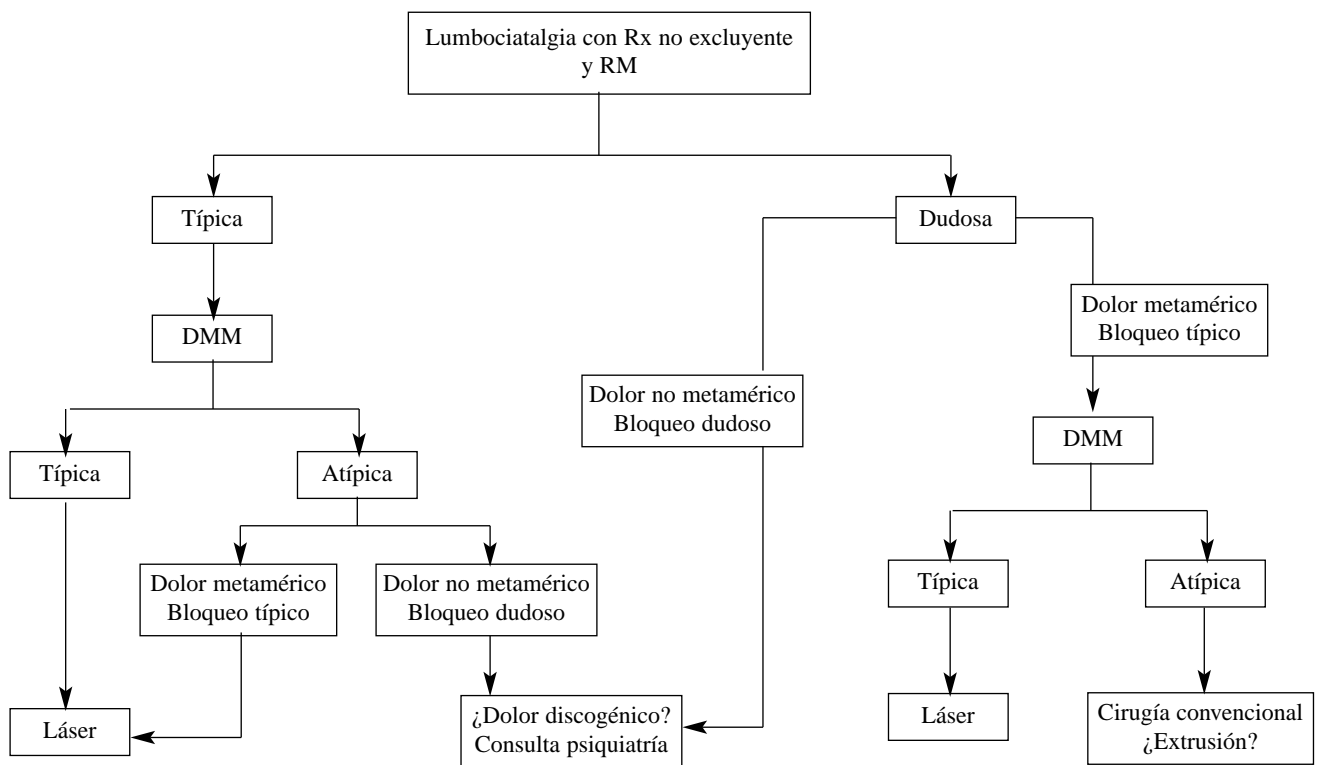 Lumbociatalgia con Rx no excluyente
y RM
Típica
Dudosa
DMM
Dolor metamérico
Bloqueo típico
Dolor no metamérico
Bloqueo dudoso
DMM
Típica
Atípica
Dolor metamérico
Bloqueo típico
Dolor no metamérico
Bloqueo dudoso
Típica
Atípica
Láser
¿Dolor discogénico?
Consulta psiquiatría
Láser
Cirugía convencional
¿Extrusión?